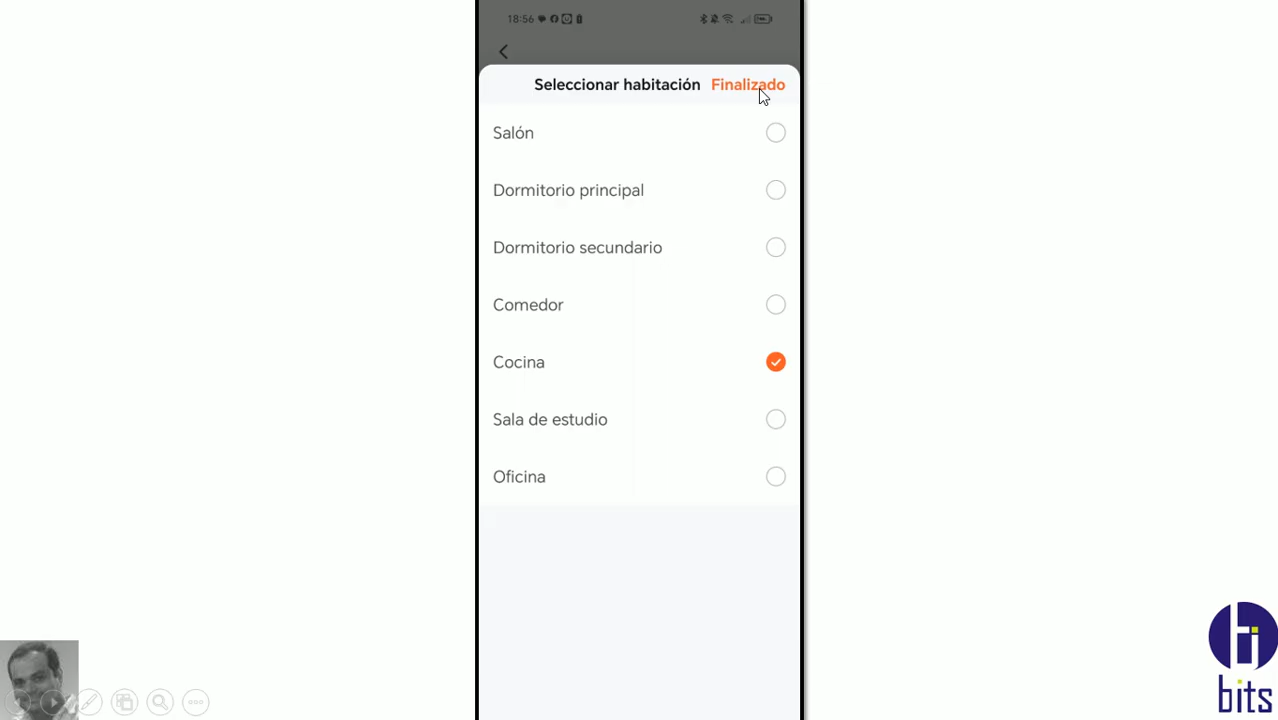 18:56
Seleccionar habitación Finalizado
Salón
Dormitorio principal
Dormitorio secundario
Comedor
Cocina
Sala de estudio
Oficina
bits